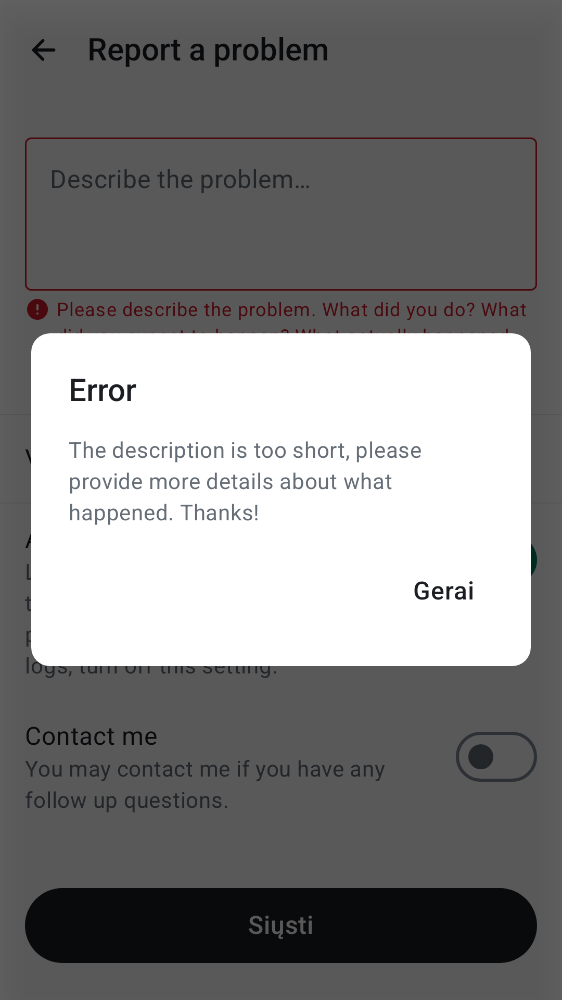 Report a problem
Describe the problem…
Please describe the problem. What did you do? What
Error
The description is too short, please
provide more details about what
happened. Thanks!
Gerai
logs, turn off this setting.
Contact me
You may contact me if you have any
follow up questions.
Siųsti